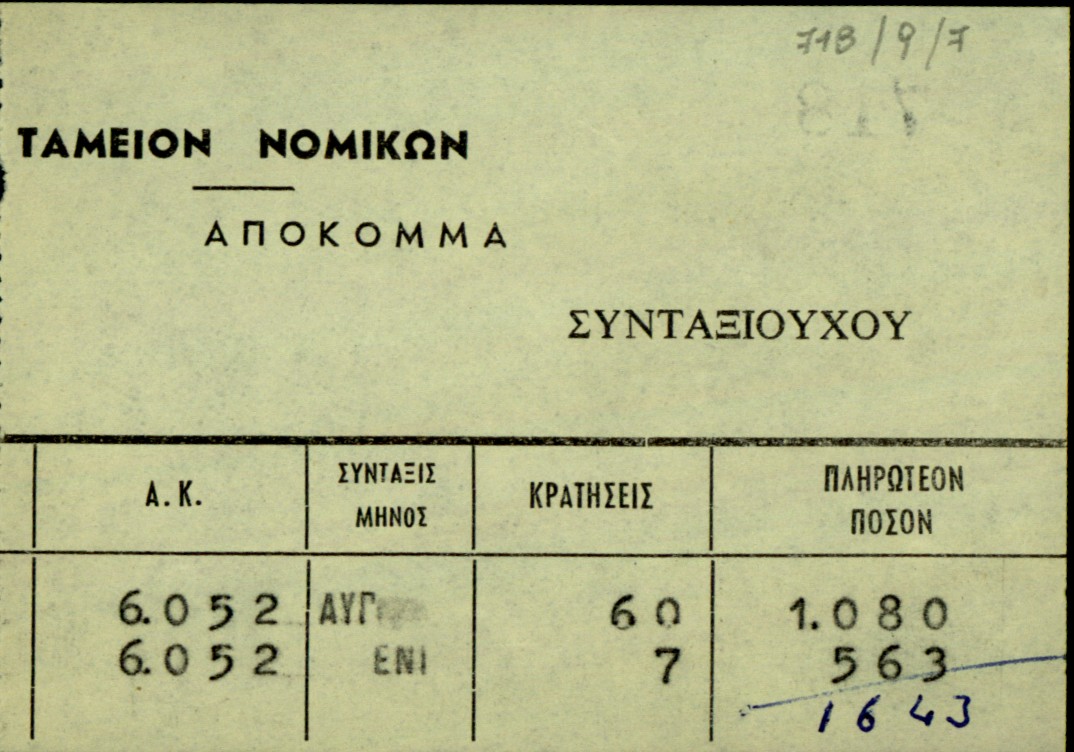 718/9/7
718
ΤΑΜΕΙΟΝ ΝΟΜΙΚΩΝ
ΑΠΟΚΟΜΜΑ
ΣΥΝΤΑΞΙΟΥΧΟΥ
Α.Κ. ΣΥΝΤΑΞΙΣ ΜΗΝΟΣ ΚΡΑΤΗΣΕΙΣ ΠΛΗΡΩΤΕΟΝ ΠΟΣΟΝ
6.052 ΑΥΓ 60 1.080
6.052 ΕΝΙ 7 563
1643